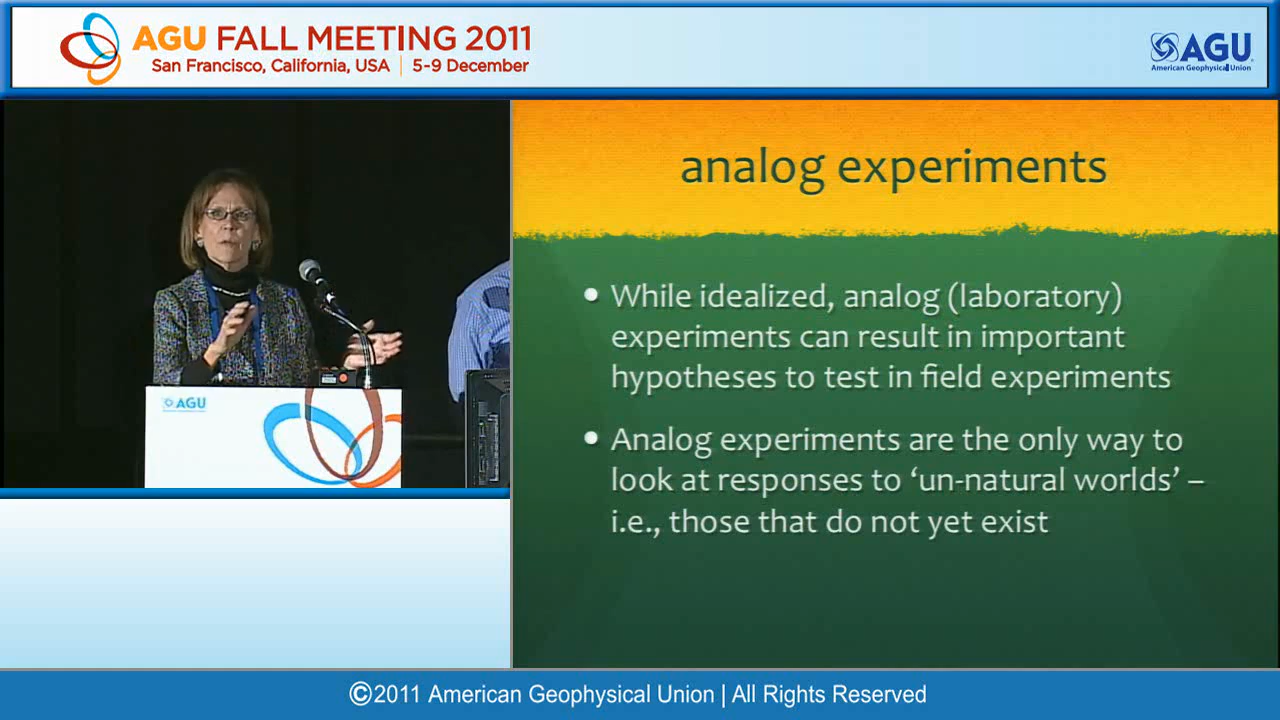 AGU FALL MEETING 2011
San Francisco, California, USA | 5-9 December
AGU
American Geophysical Union
analog experiments
• While idealized, analog (laboratory)
experiments can result in important
hypotheses to test in field experiments
• Analog experiments are the only way to
look at responses to ‘un-natural worlds’ –
i.e., those that do not yet exist
AGU
©2011 American Geophysical Union | All Rights Reserved